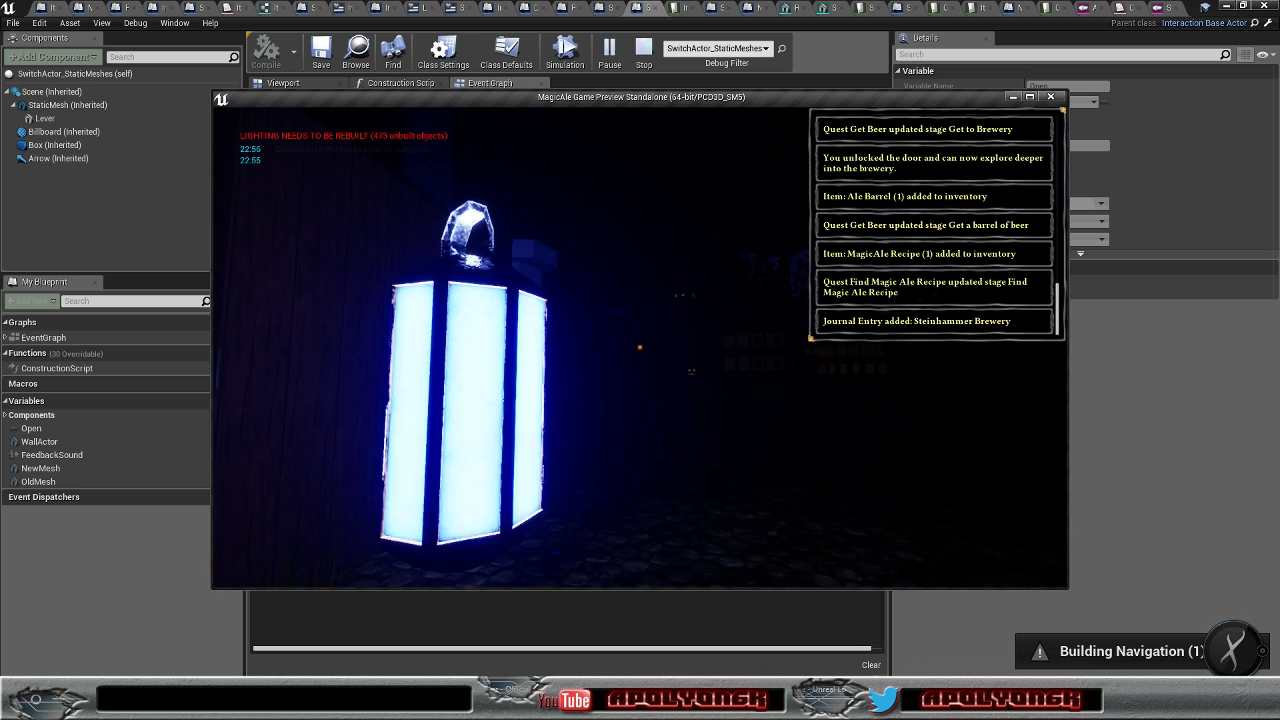 Parent class: Interaction Base Actor
File Edit Asset View Debug Window Help
Components
Details
+Add Component
Search
SwitchActor_StaticMeshes (self)
Scene (Inherited)
StaticMesh (Inherited)
Lever
Billboard (Inherited)
Box (Inherited)
Arrow (Inherited)
Compile
Save
Browse
Find
Class Settings
Class Defaults
Simulation
Pause
Stop
SwitchActor_StaticMeshes
Debug Filter
Search
Variable
Variable Name
Open
Viewport
Construction Scrip
Event Graph
MagicAle Game Preview Standalone (64-bit/PCD3D_SM5)
LIGHTING NEEDS TO BE REBUILT (473 unbuilt objects)
22:56
22:55
Quest Get Beer updated stage Get to Brewery
You unlocked the door and can now explore deeper
into the brewery.
Item: Ale Barrel (1) added to inventory
Quest Get Beer updated stage Get a barrel of beer
Item: MagicAle Recipe (1) added to inventory
Quest Find Magic Ale Recipe updated stage Find
Magic Ale Recipe
Journal Entry added: Steinhammer Brewery
My Blueprint
+Add New
Search
Graphs
EventGraph
Functions (30 Overridable)
ConstructionScript
Macros
Variables
Components
Open
WallActor
FeedbackSound
NewMesh
OldMesh
Event Dispatchers
Building Navigation (1)
Clear
YouTube
APOLYONGK
APOLYONGK